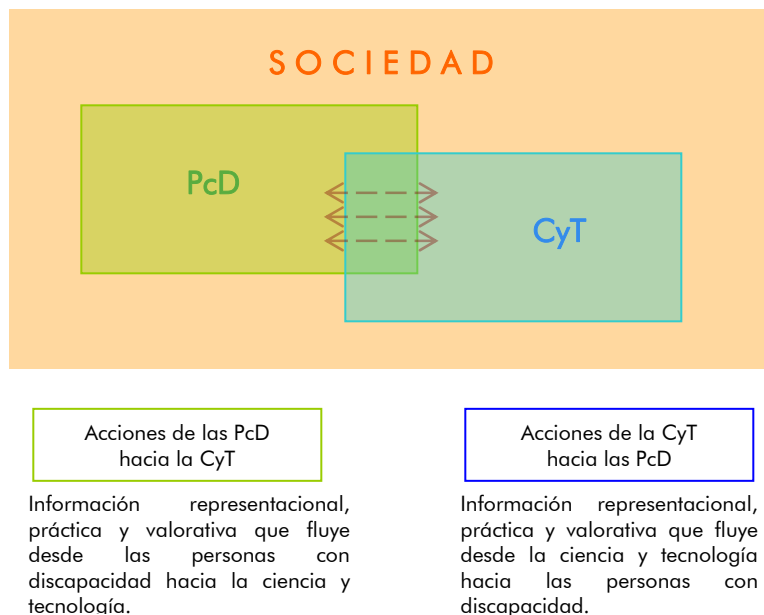 SOCIEDAD
PcD
CyT
Acciones de las PcD
hacia la CyT
Información representacional,
práctica y valorativa que fluye
desde las personas con
discapacidad hacia la ciencia y
tecnología.
Acciones de la CyT
hacia las PcD
Información representacional,
práctica y valorativa que fluye
desde la ciencia y tecnología
hacia las personas con
discapacidad.